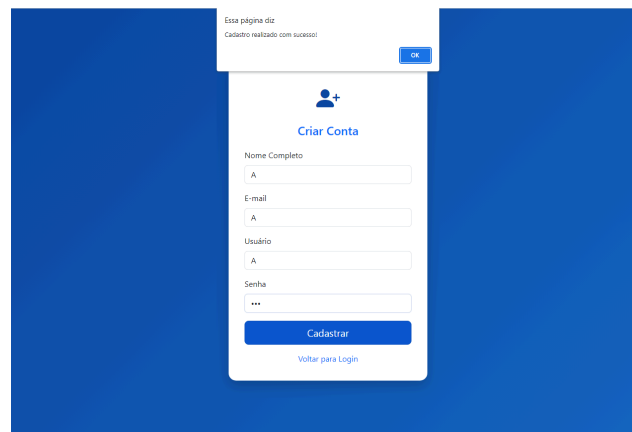 Essa página diz
Cadastro realizado com sucesso!
OK
Criar Conta
Nome Completo
A
E-mail
A
Usuário
A
Senha
•••
Cadastrar
Voltar para Login